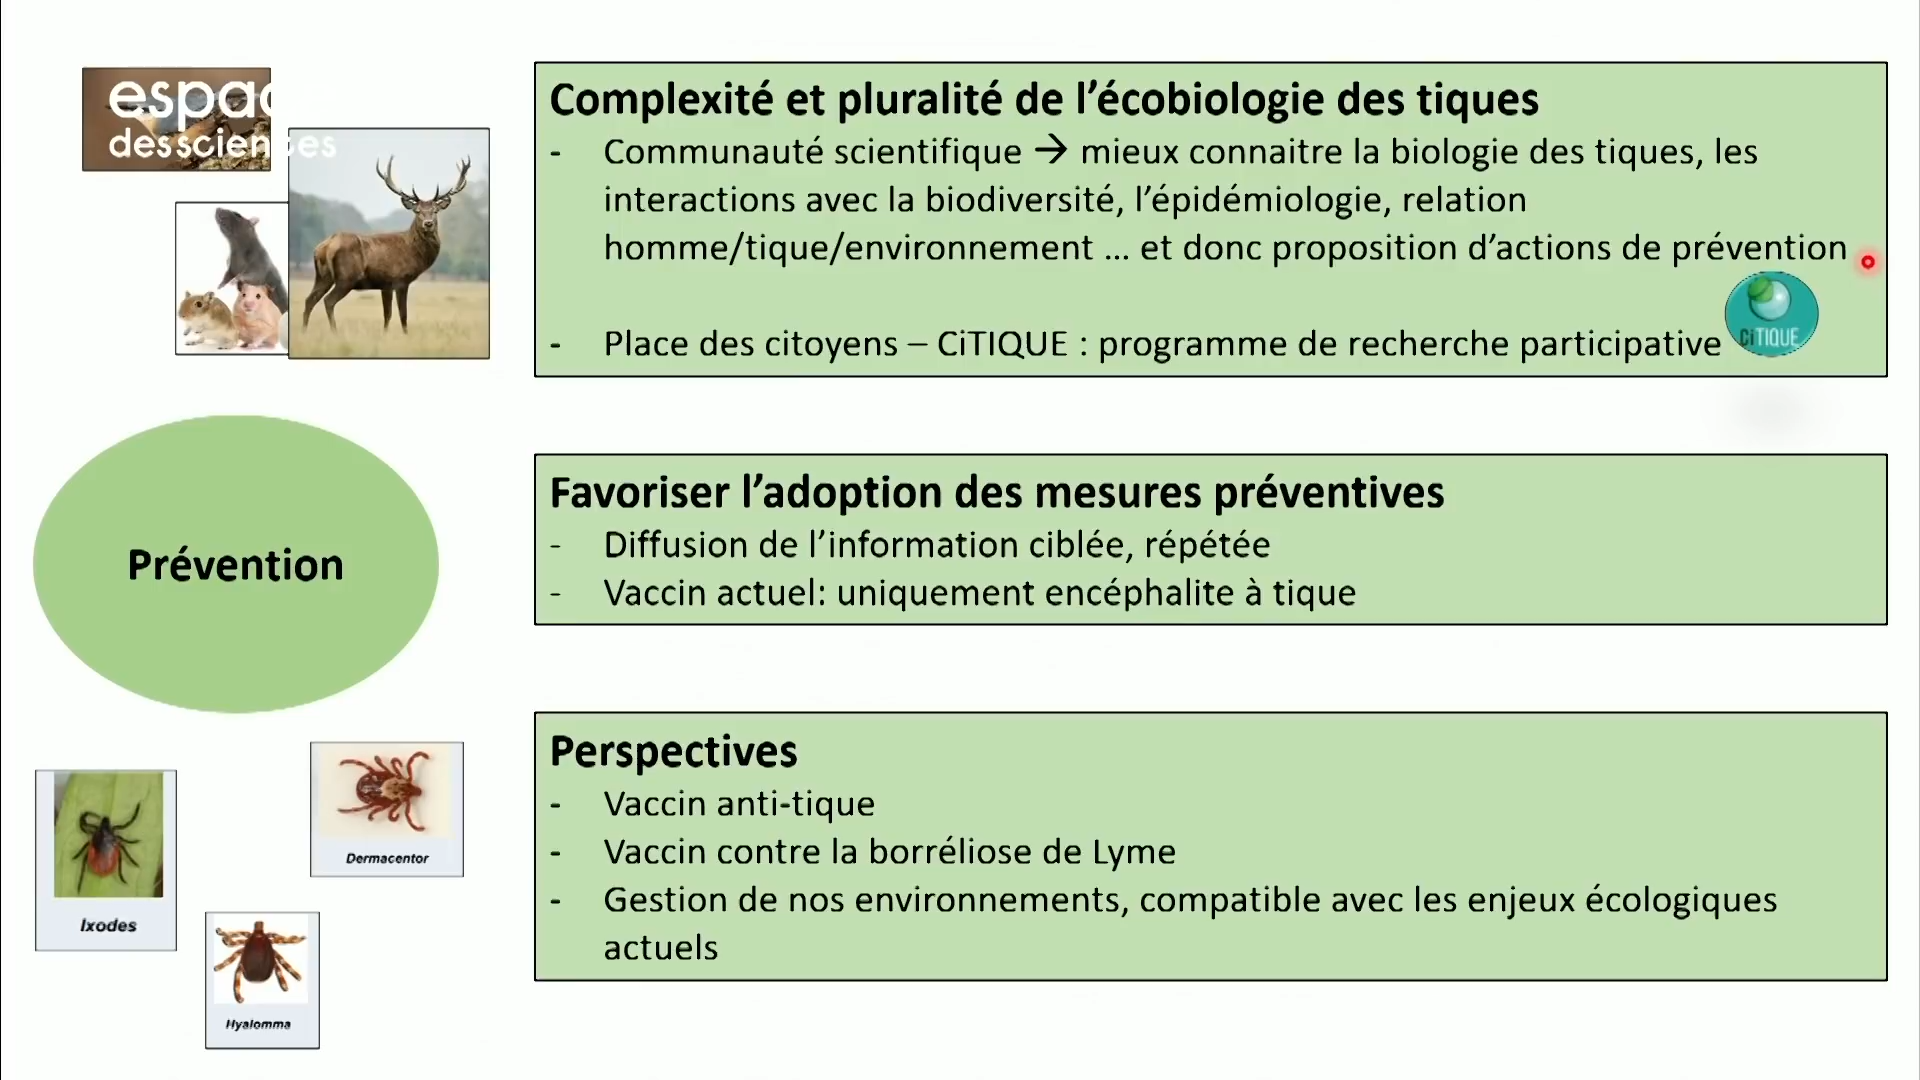 espac
des sciences
Complexité et pluralité de l'écobiologie des tiques
- Communauté scientifique → mieux connaitre la biologie des tiques, les
interactions avec la biodiversité, l'épidémiologie, relation
homme/tique/environnement ... et donc proposition d'actions de prévention
- Place des citoyens – CiTIQUE : programme de recherche participative
CiTIQUE
Prévention
Favoriser l'adoption des mesures préventives
- Diffusion de l'information ciblée, répétée
- Vaccin actuel: uniquement encéphalite à tique
Perspectives
- Vaccin anti-tique
- Vaccin contre la borréliose de Lyme
- Gestion de nos environnements, compatible avec les enjeux écologiques
actuels
Dermacentor
Ixodes
Hyalomma